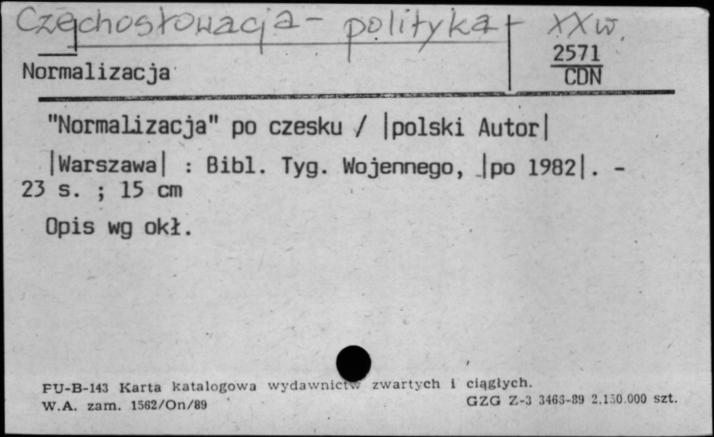 Czechosłowacja - polityka - XX w.
2571
CDN
Normalizacja
"Normalizacja" po czesku / |polski Autor|
|Warszawa| : Bibl. Tyg. Wojennego, |po 1982|. -
23 s. ; 15 cm
Opis wg okł.
FU-B-143 Karta katalogowa wydawnictw zwartych i ciągłych.
W.A. zam. 1562/On/89 GZG Z-3 3463-89 2.150.000 szt.